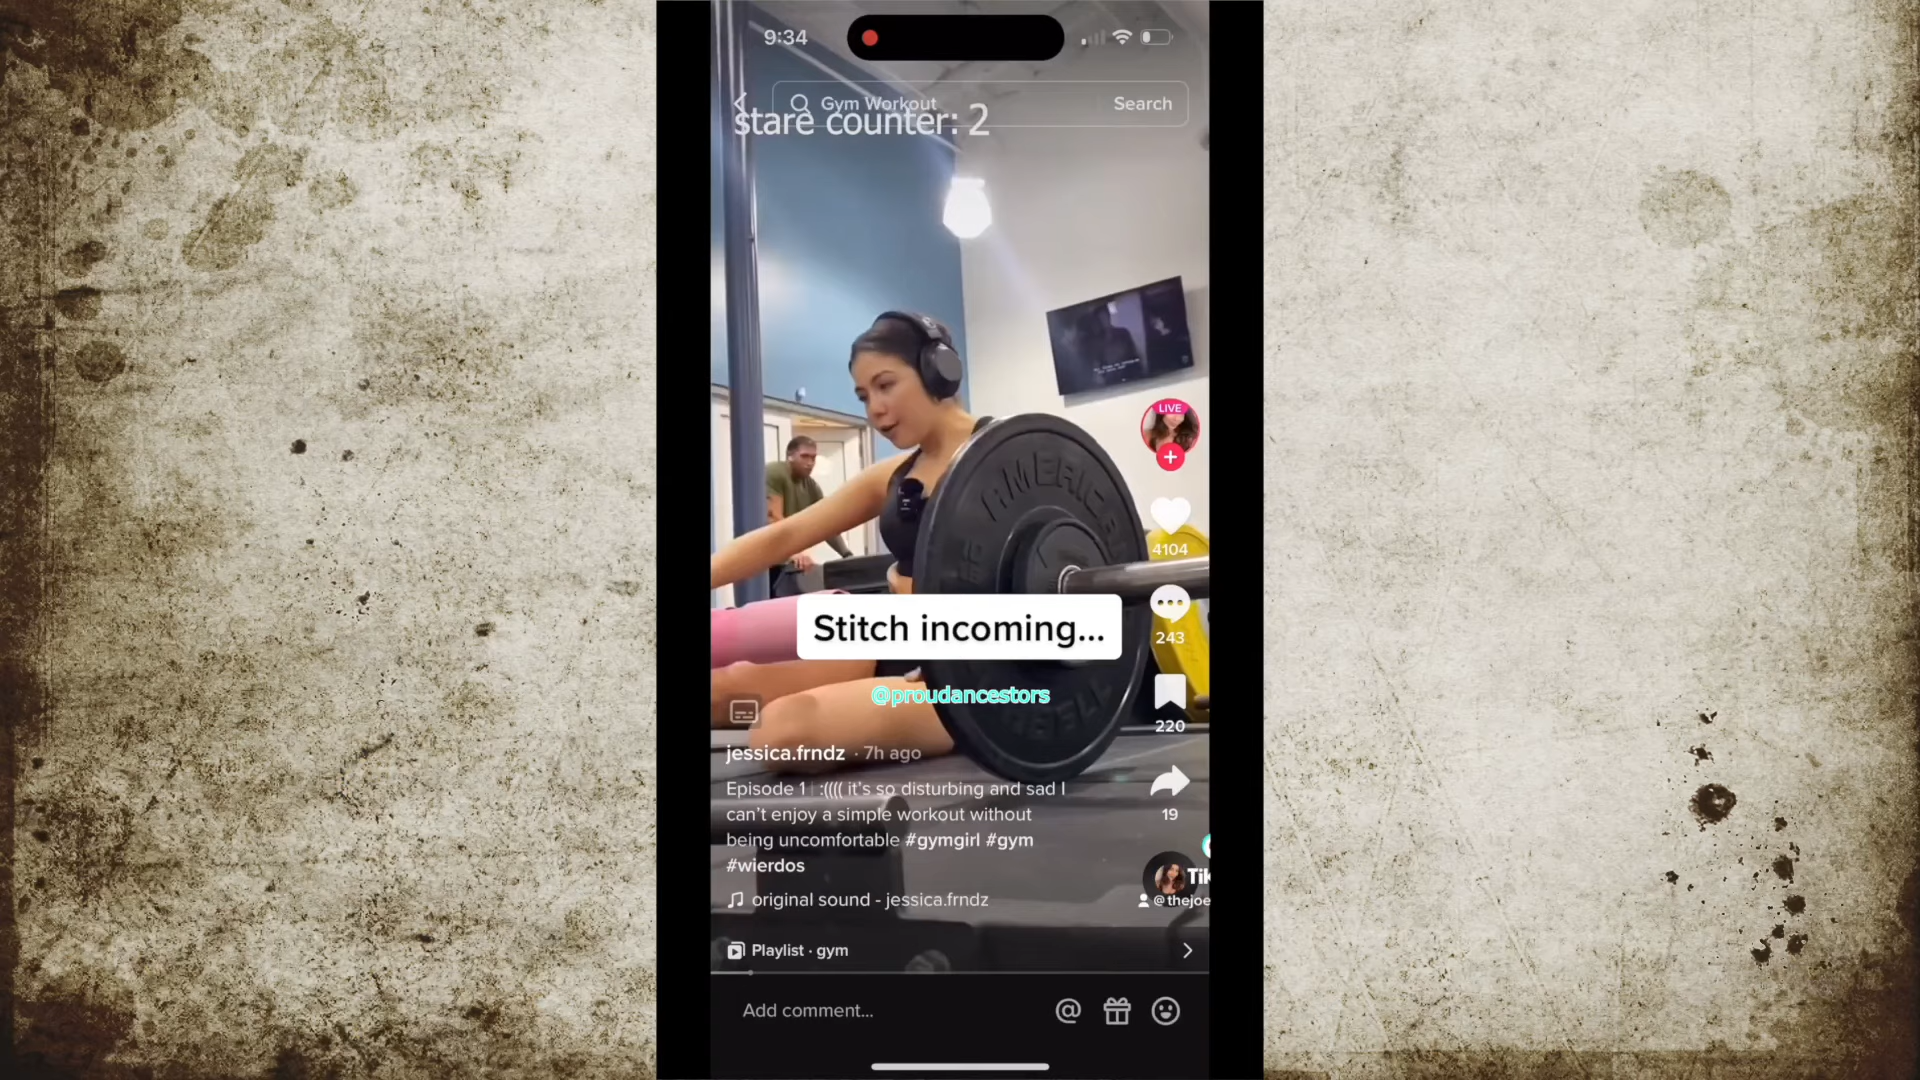 9:34
Gym Workout
Search
stare counter: 2
LIVE
AMERICA
4104
Stitch incoming...
243
@proudancestors
220
jessica.frndz · 7h ago
Episode 1 :(((( it's so disturbing and sad I
can't enjoy a simple workout without
being uncomfortable #gymgirl #gym
#wierdos
19
Tik
original sound - jessica.frndz
@thejoe
Playlist · gym
Add comment...